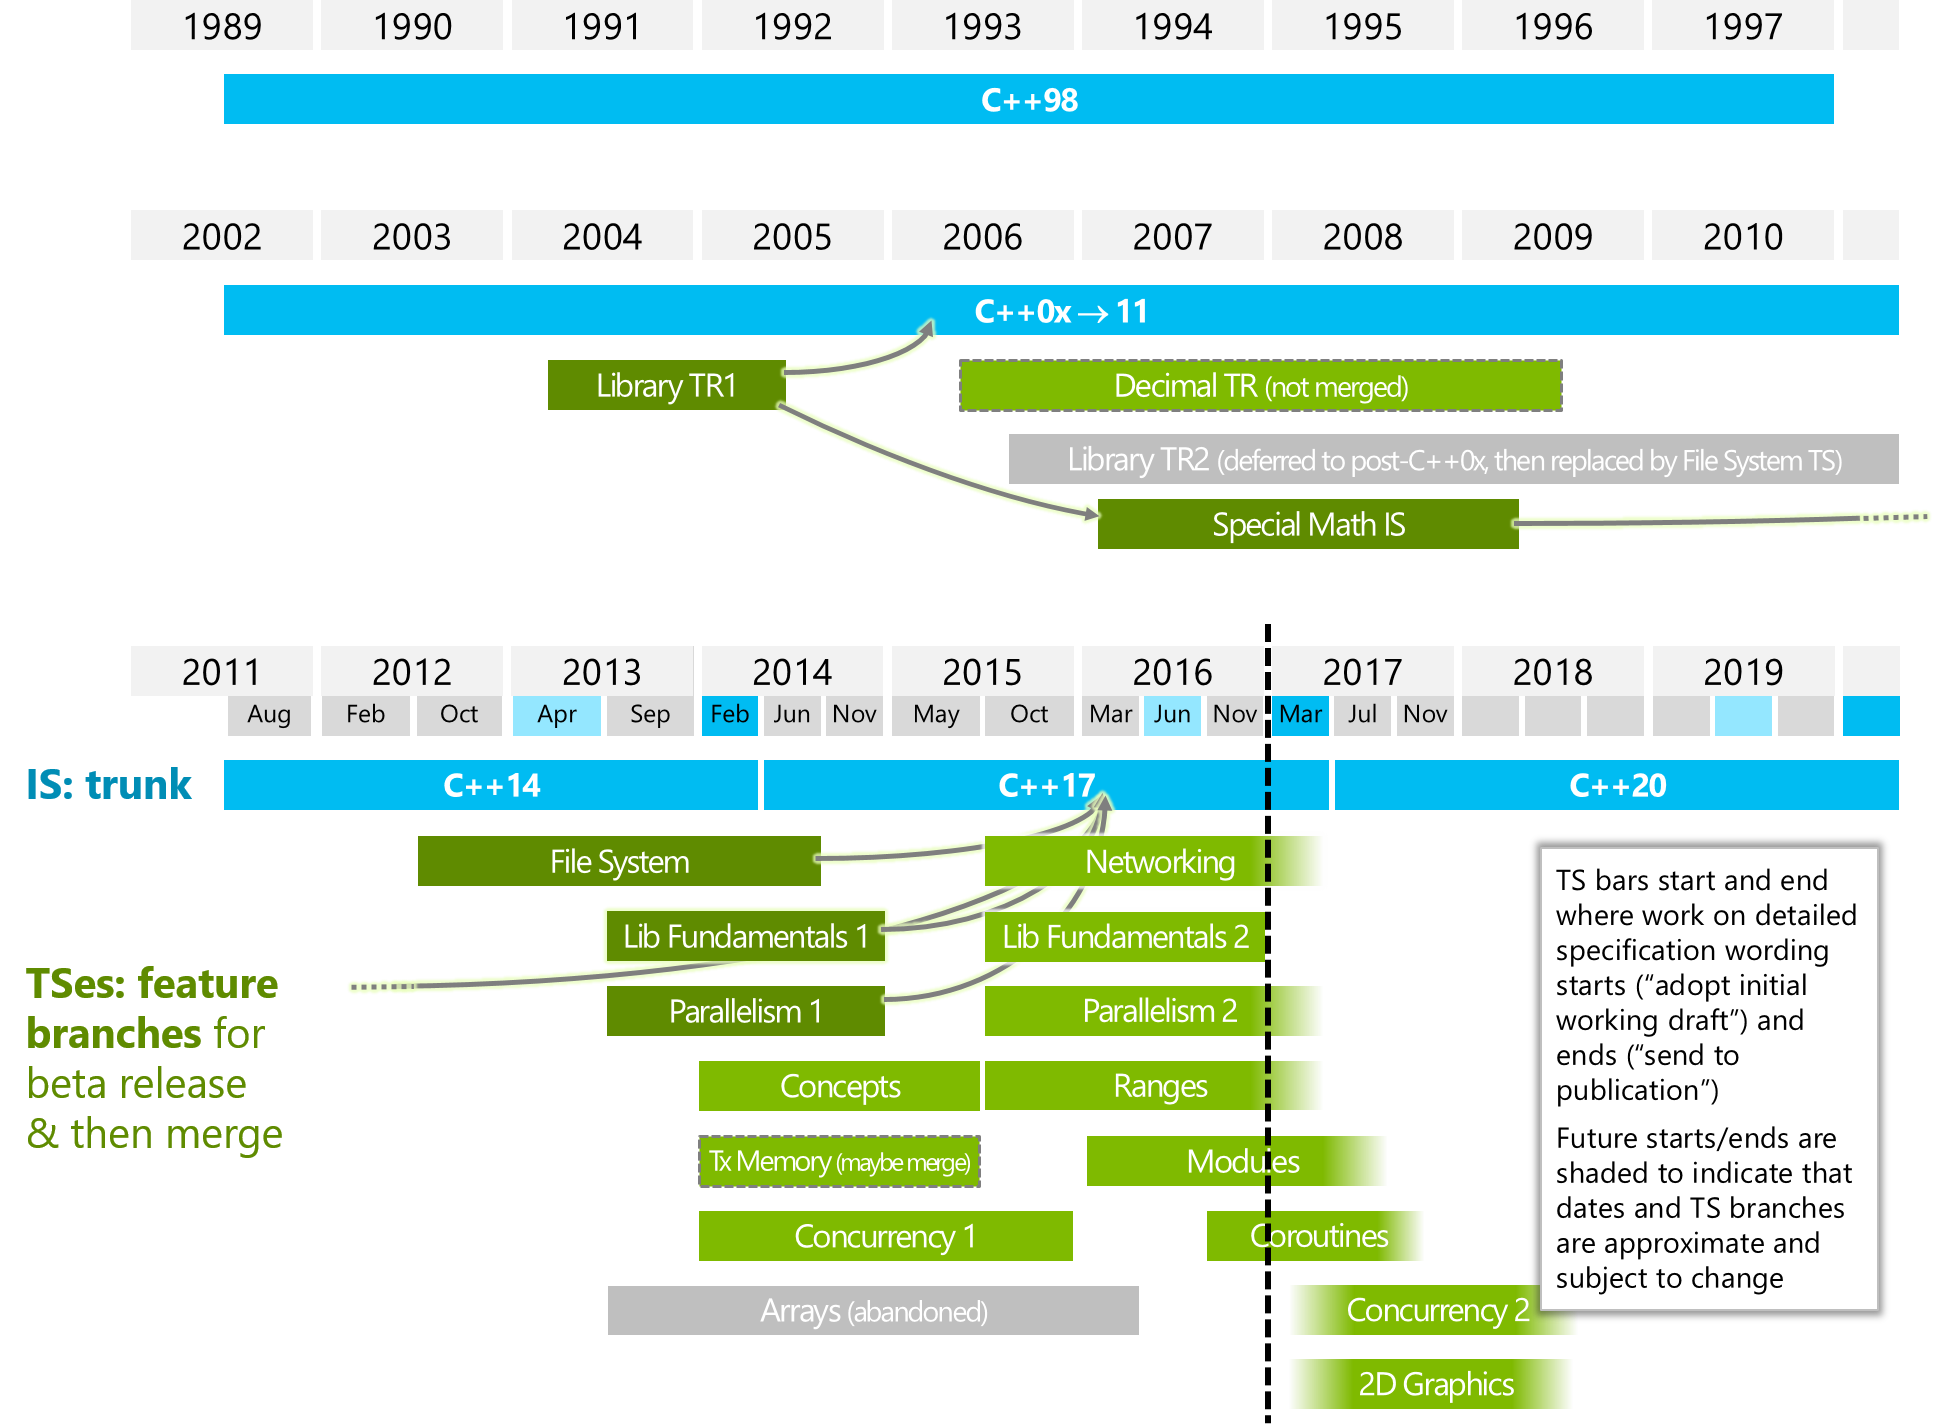 1989 1990 1991 1992 1993 1994 1995 1996 1997
C++98
2002 2003 2004 2005 2006 2007 2008 2009 2010
C++0x → 11
Library TR1
Decimal TR (not merged)
Library TR2 (deferred to post-C++0x, then replaced by File System TS)
Special Math IS
2011 2012 2013 2014 2015 2016 2017 2018 2019
Aug Feb Oct Apr Sep Feb Jun Nov May Oct Mar Jun Nov Mar Jul Nov
IS: trunk
C++14 C++17 C++20
File System Networking
Lib Fundamentals 1 Lib Fundamentals 2
TSes: feature
branches for
beta release
& then merge
Parallelism 1 Parallelism 2
Concepts Ranges
Tx Memory (maybe merge) Modules
Concurrency 1 Coroutines
Arrays (abandoned) Concurrency 2
2D Graphics
TS bars start and end
where work on detailed
specification wording
starts (“adopt initial
working draft”) and
ends (“send to
publication”)
Future starts/ends are
shaded to indicate that
dates and TS branches
are approximate and
subject to change